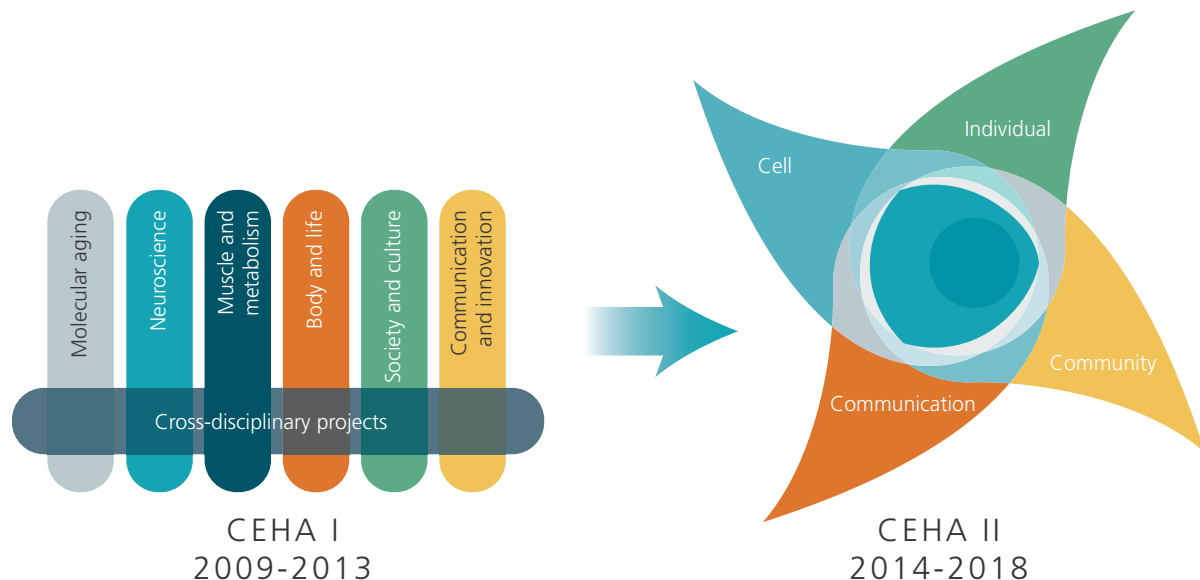 Molecular aging
Neuroscience
Muscle and
metabolism
Body and life
Society and culture
Communication
and innovation
Cross-disciplinary projects
CEHA I
2009-2013
Cell
Individual
Community
Communication
CEHA II
2014-2018